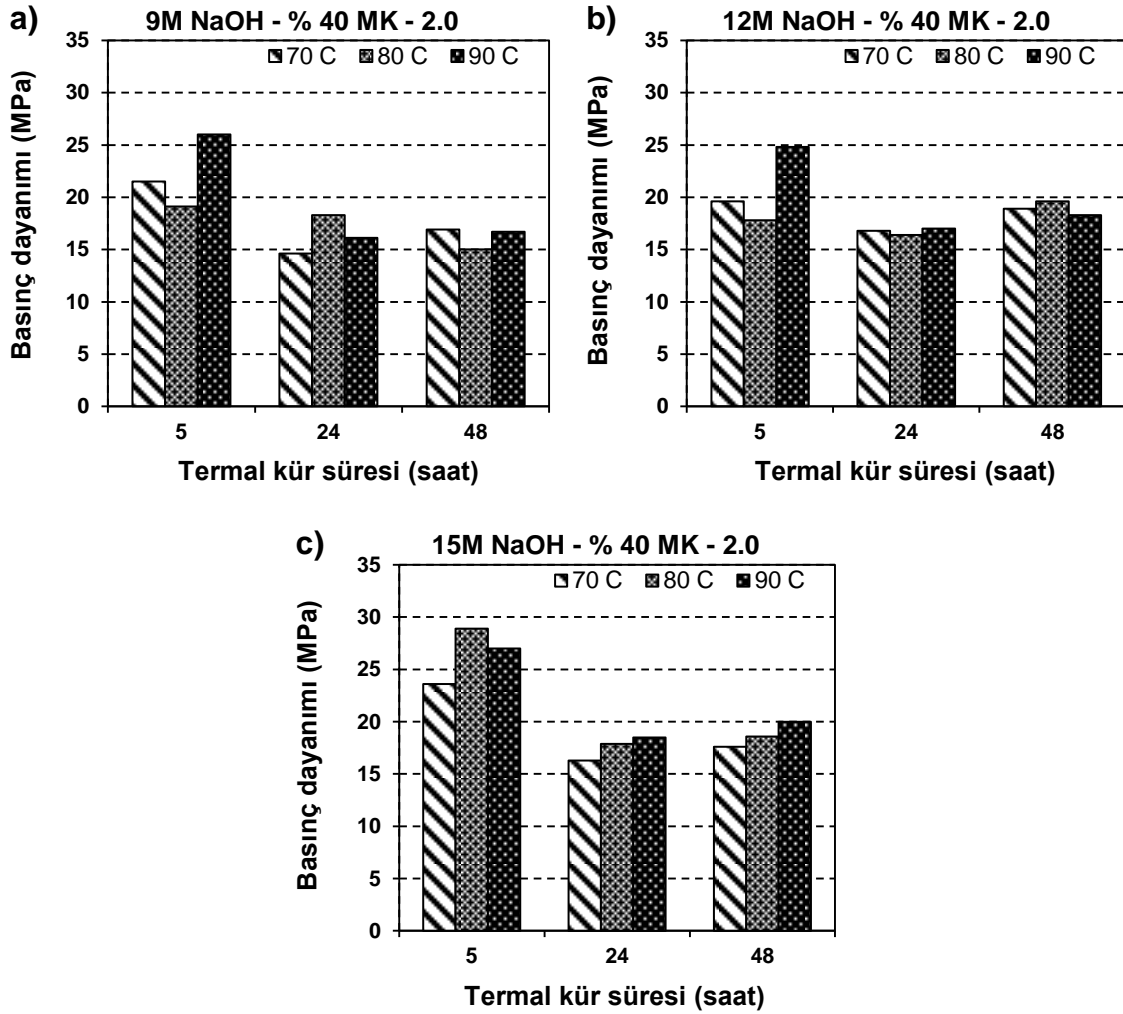 a)
9M NaOH - % 40 MK - 2.0
70 C 80 C 90 C
Basınç dayanımı (MPa)
35
30
25
20
15
10
5
0
5 24 48
Termal kür süresi (saat)
b)
12M NaOH - % 40 MK - 2.0
70 C 80 C 90 C
Basınç dayanımı (MPa)
35
30
25
20
15
10
5
0
5 24 48
Termal kür süresi (saat)
c)
15M NaOH - % 40 MK - 2.0
70 C 80 C 90 C
Basınç dayanımı (MPa)
35
30
25
20
15
10
5
0
5 24 48
Termal kür süresi (saat)